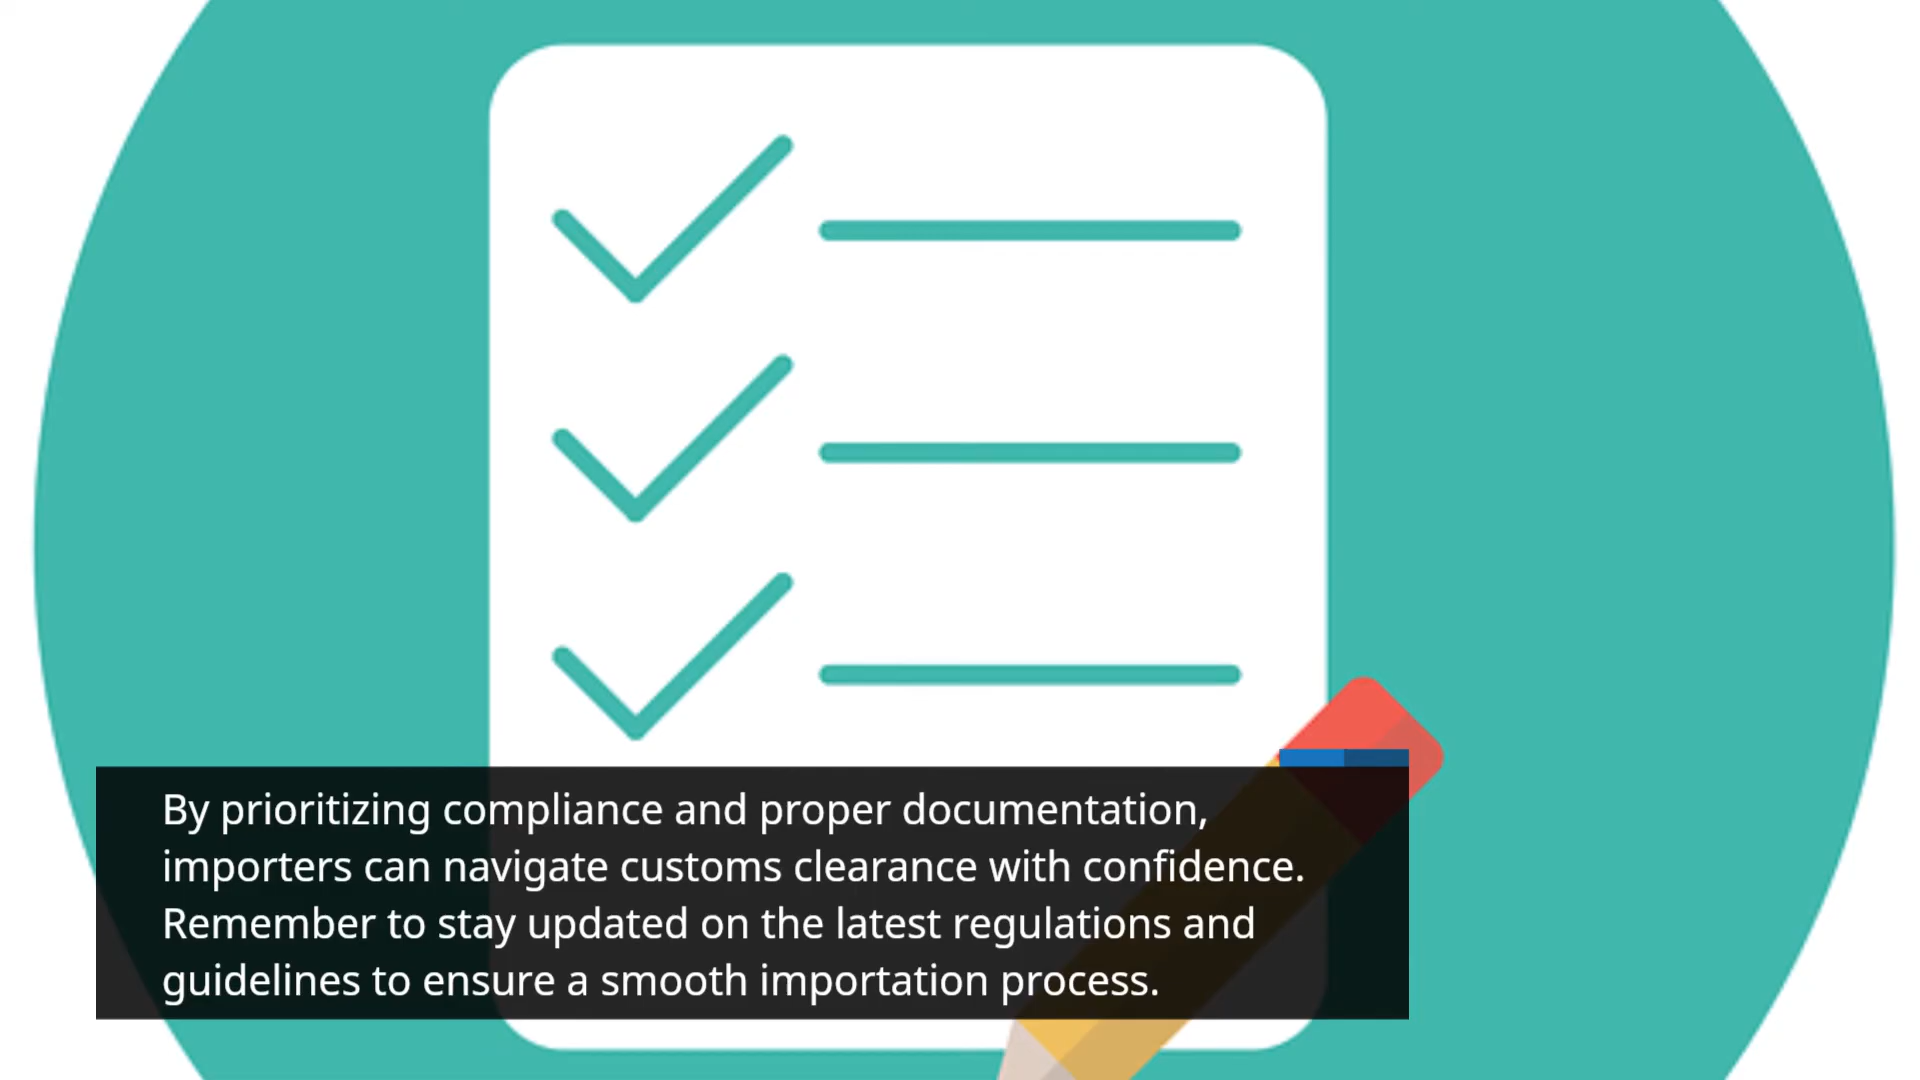 By prioritizing compliance and proper documentation,
importers can navigate customs clearance with confidence.
Remember to stay updated on the latest regulations and
guidelines to ensure a smooth importation process.